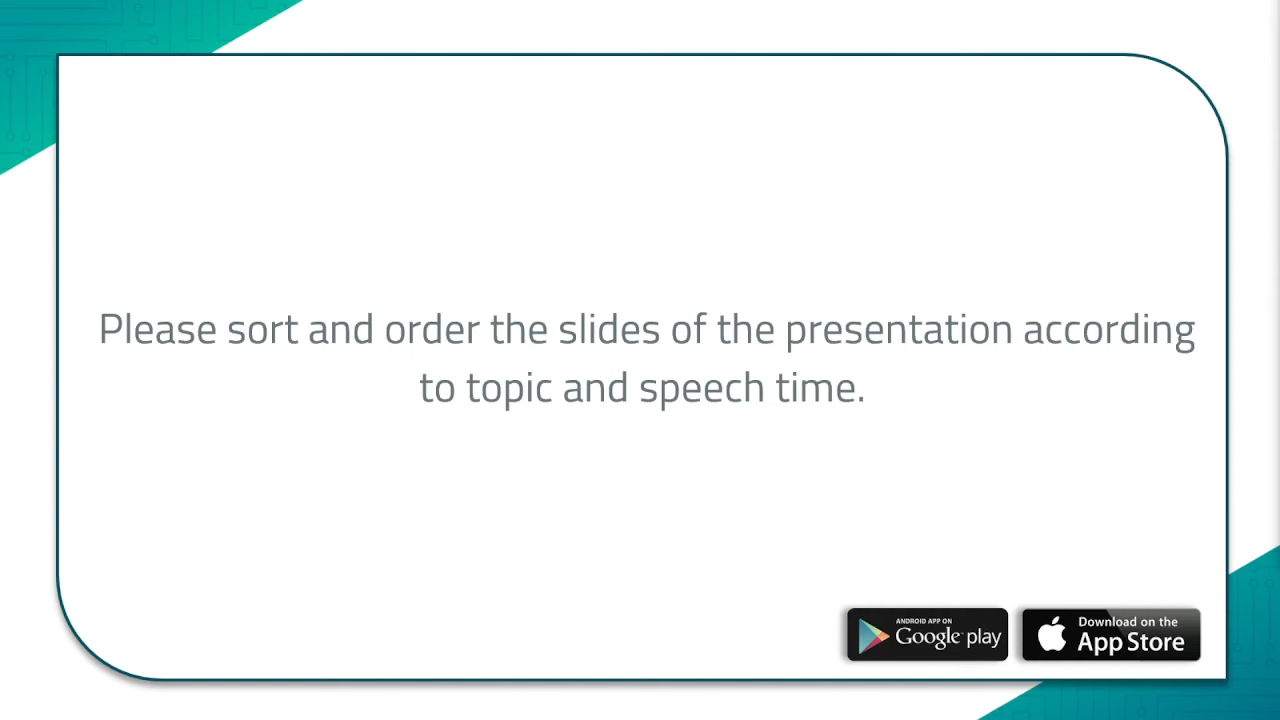 Please sort and order the slides of the presentation according
to topic and speech time.
ANDROID APP ON
Google play
Download on the
App Store